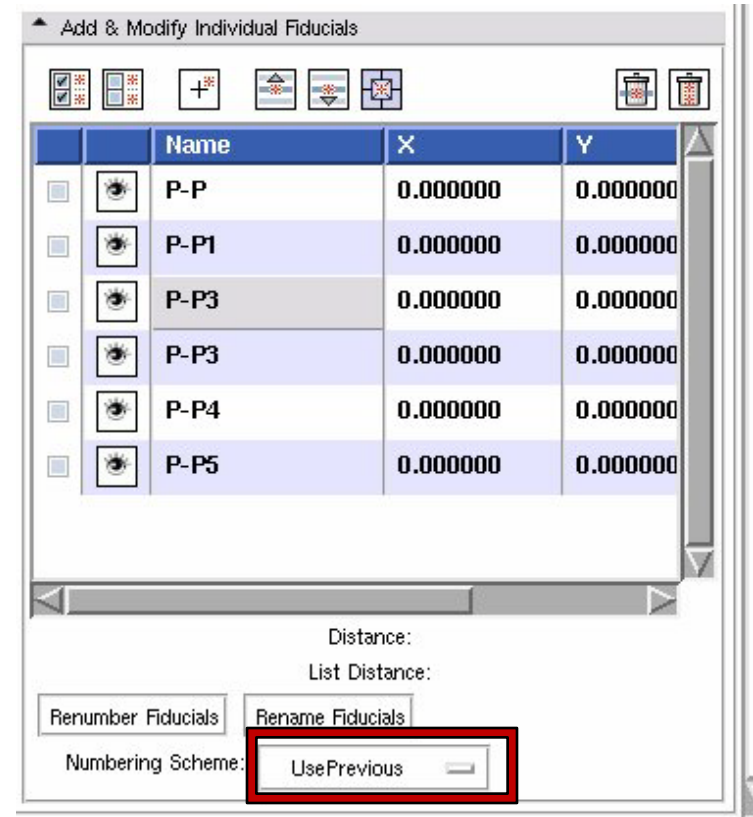 Add & Modify Individual Fiducials
Name X Y
P-P 0.000000 0.000000
P-P1 0.000000 0.000000
P-P3 0.000000 0.000000
P-P3 0.000000 0.000000
P-P4 0.000000 0.000000
P-P5 0.000000 0.000000
Distance:
List Distance:
Renumber Fiducials Rename Fiducials
Numbering Scheme: UsePrevious